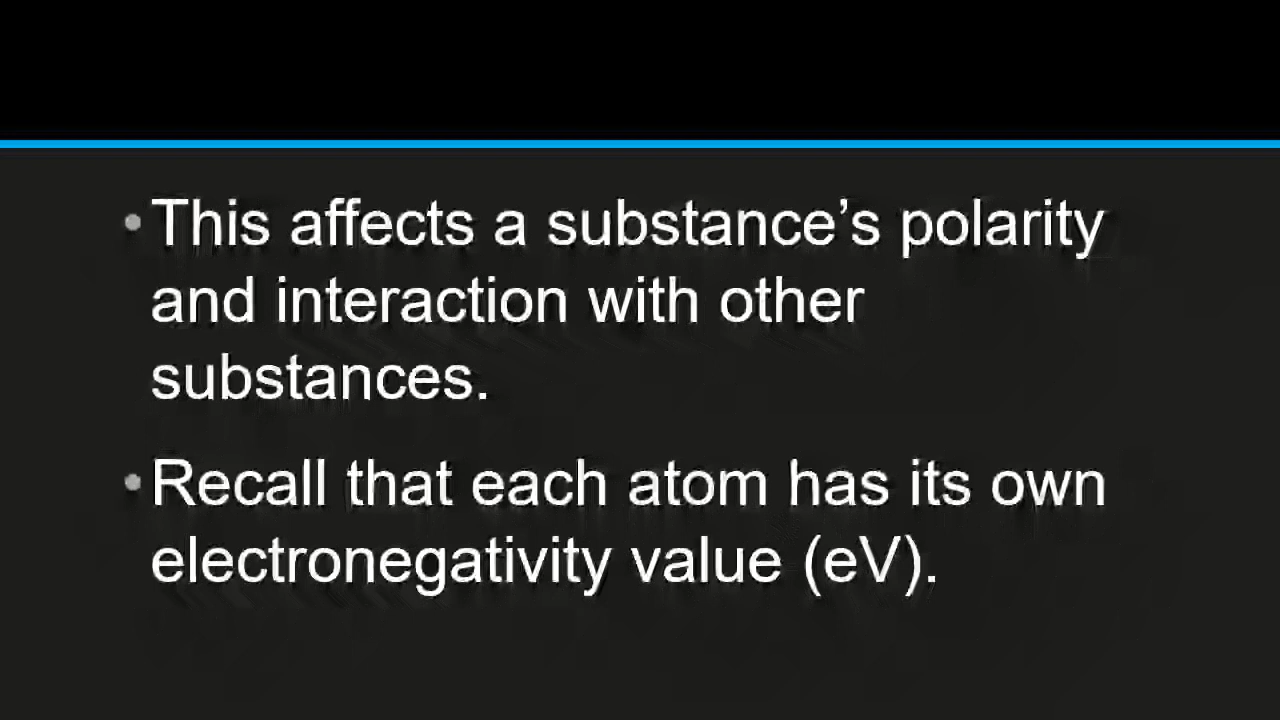 •This affects a substance’s polarity
and interaction with other
substances.
•Recall that each atom has its own
electronegativity value (eV).